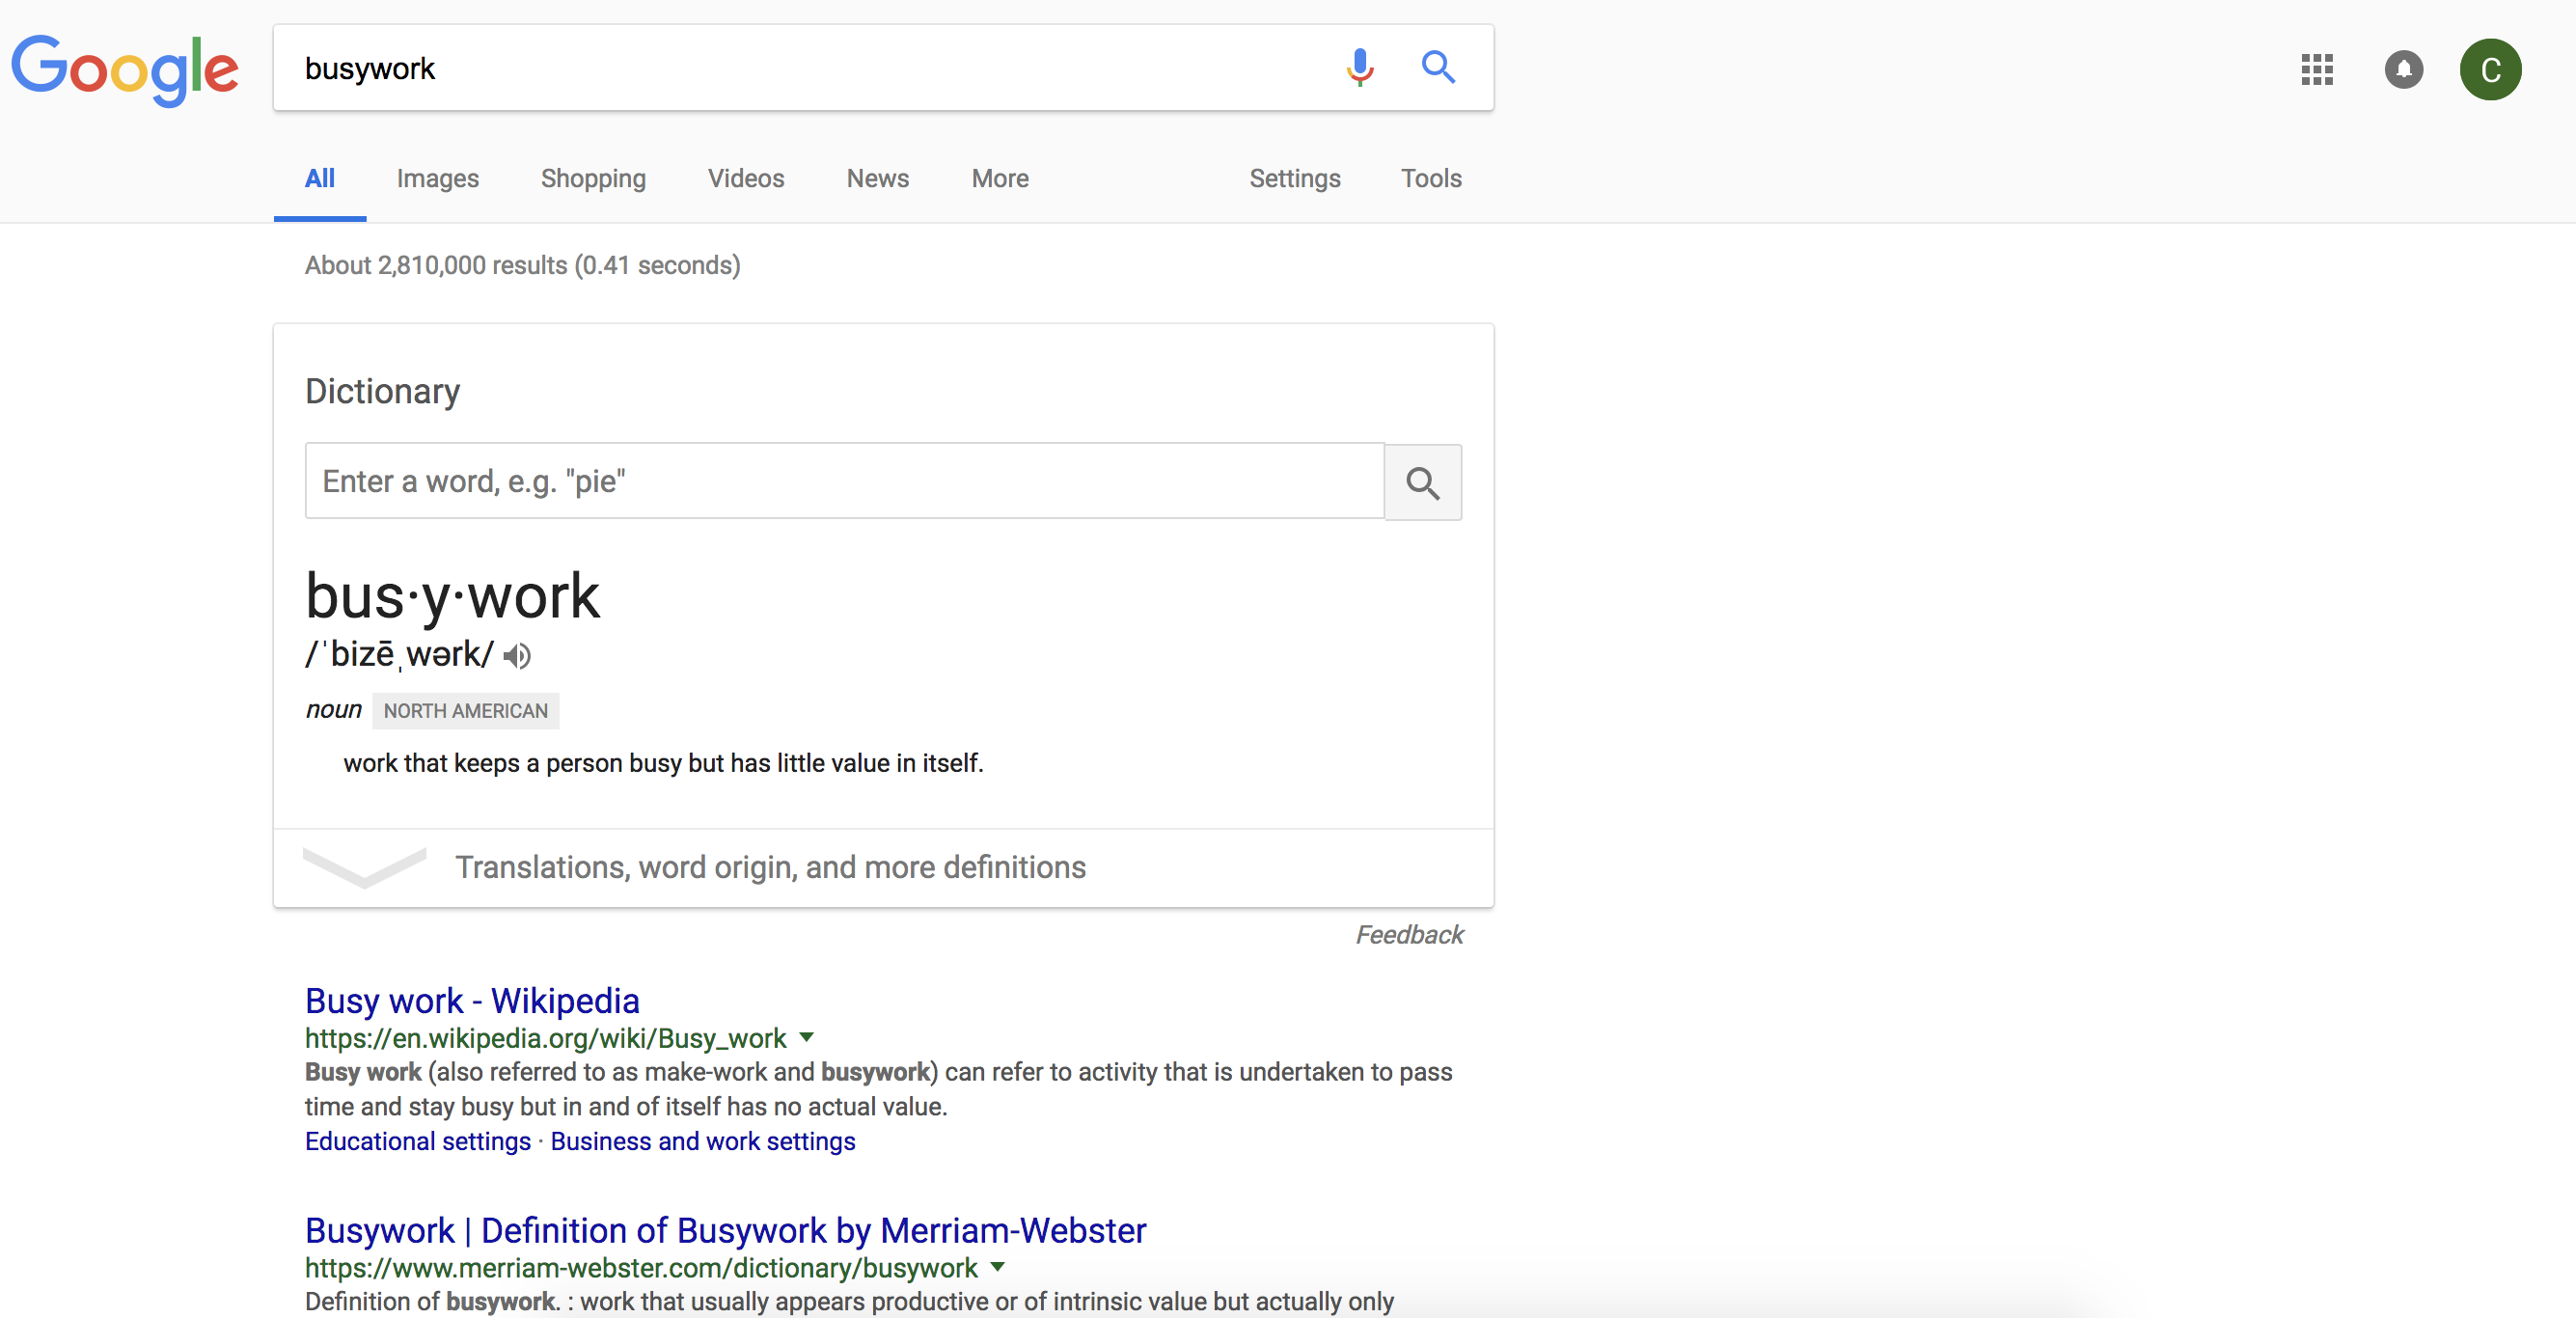 Google
busywork
C
All Images Shopping Videos News More Settings Tools
About 2,810,000 results (0.41 seconds)
Dictionary
Enter a word, e.g. "pie"
bus·y·work
/ˈbizēˌwərk/
noun NORTH AMERICAN
work that keeps a person busy but has little value in itself.
Translations, word origin, and more definitions
Feedback
Busy work - Wikipedia
https://en.wikipedia.org/wiki/Busy_work
Busy work (also referred to as make-work and busywork) can refer to activity that is undertaken to pass
time and stay busy but in and of itself has no actual value.
Educational settings · Business and work settings
Busywork | Definition of Busywork by Merriam-Webster
https://www.merriam-webster.com/dictionary/busywork
Definition of busywork. : work that usually appears productive or of intrinsic value but actually only